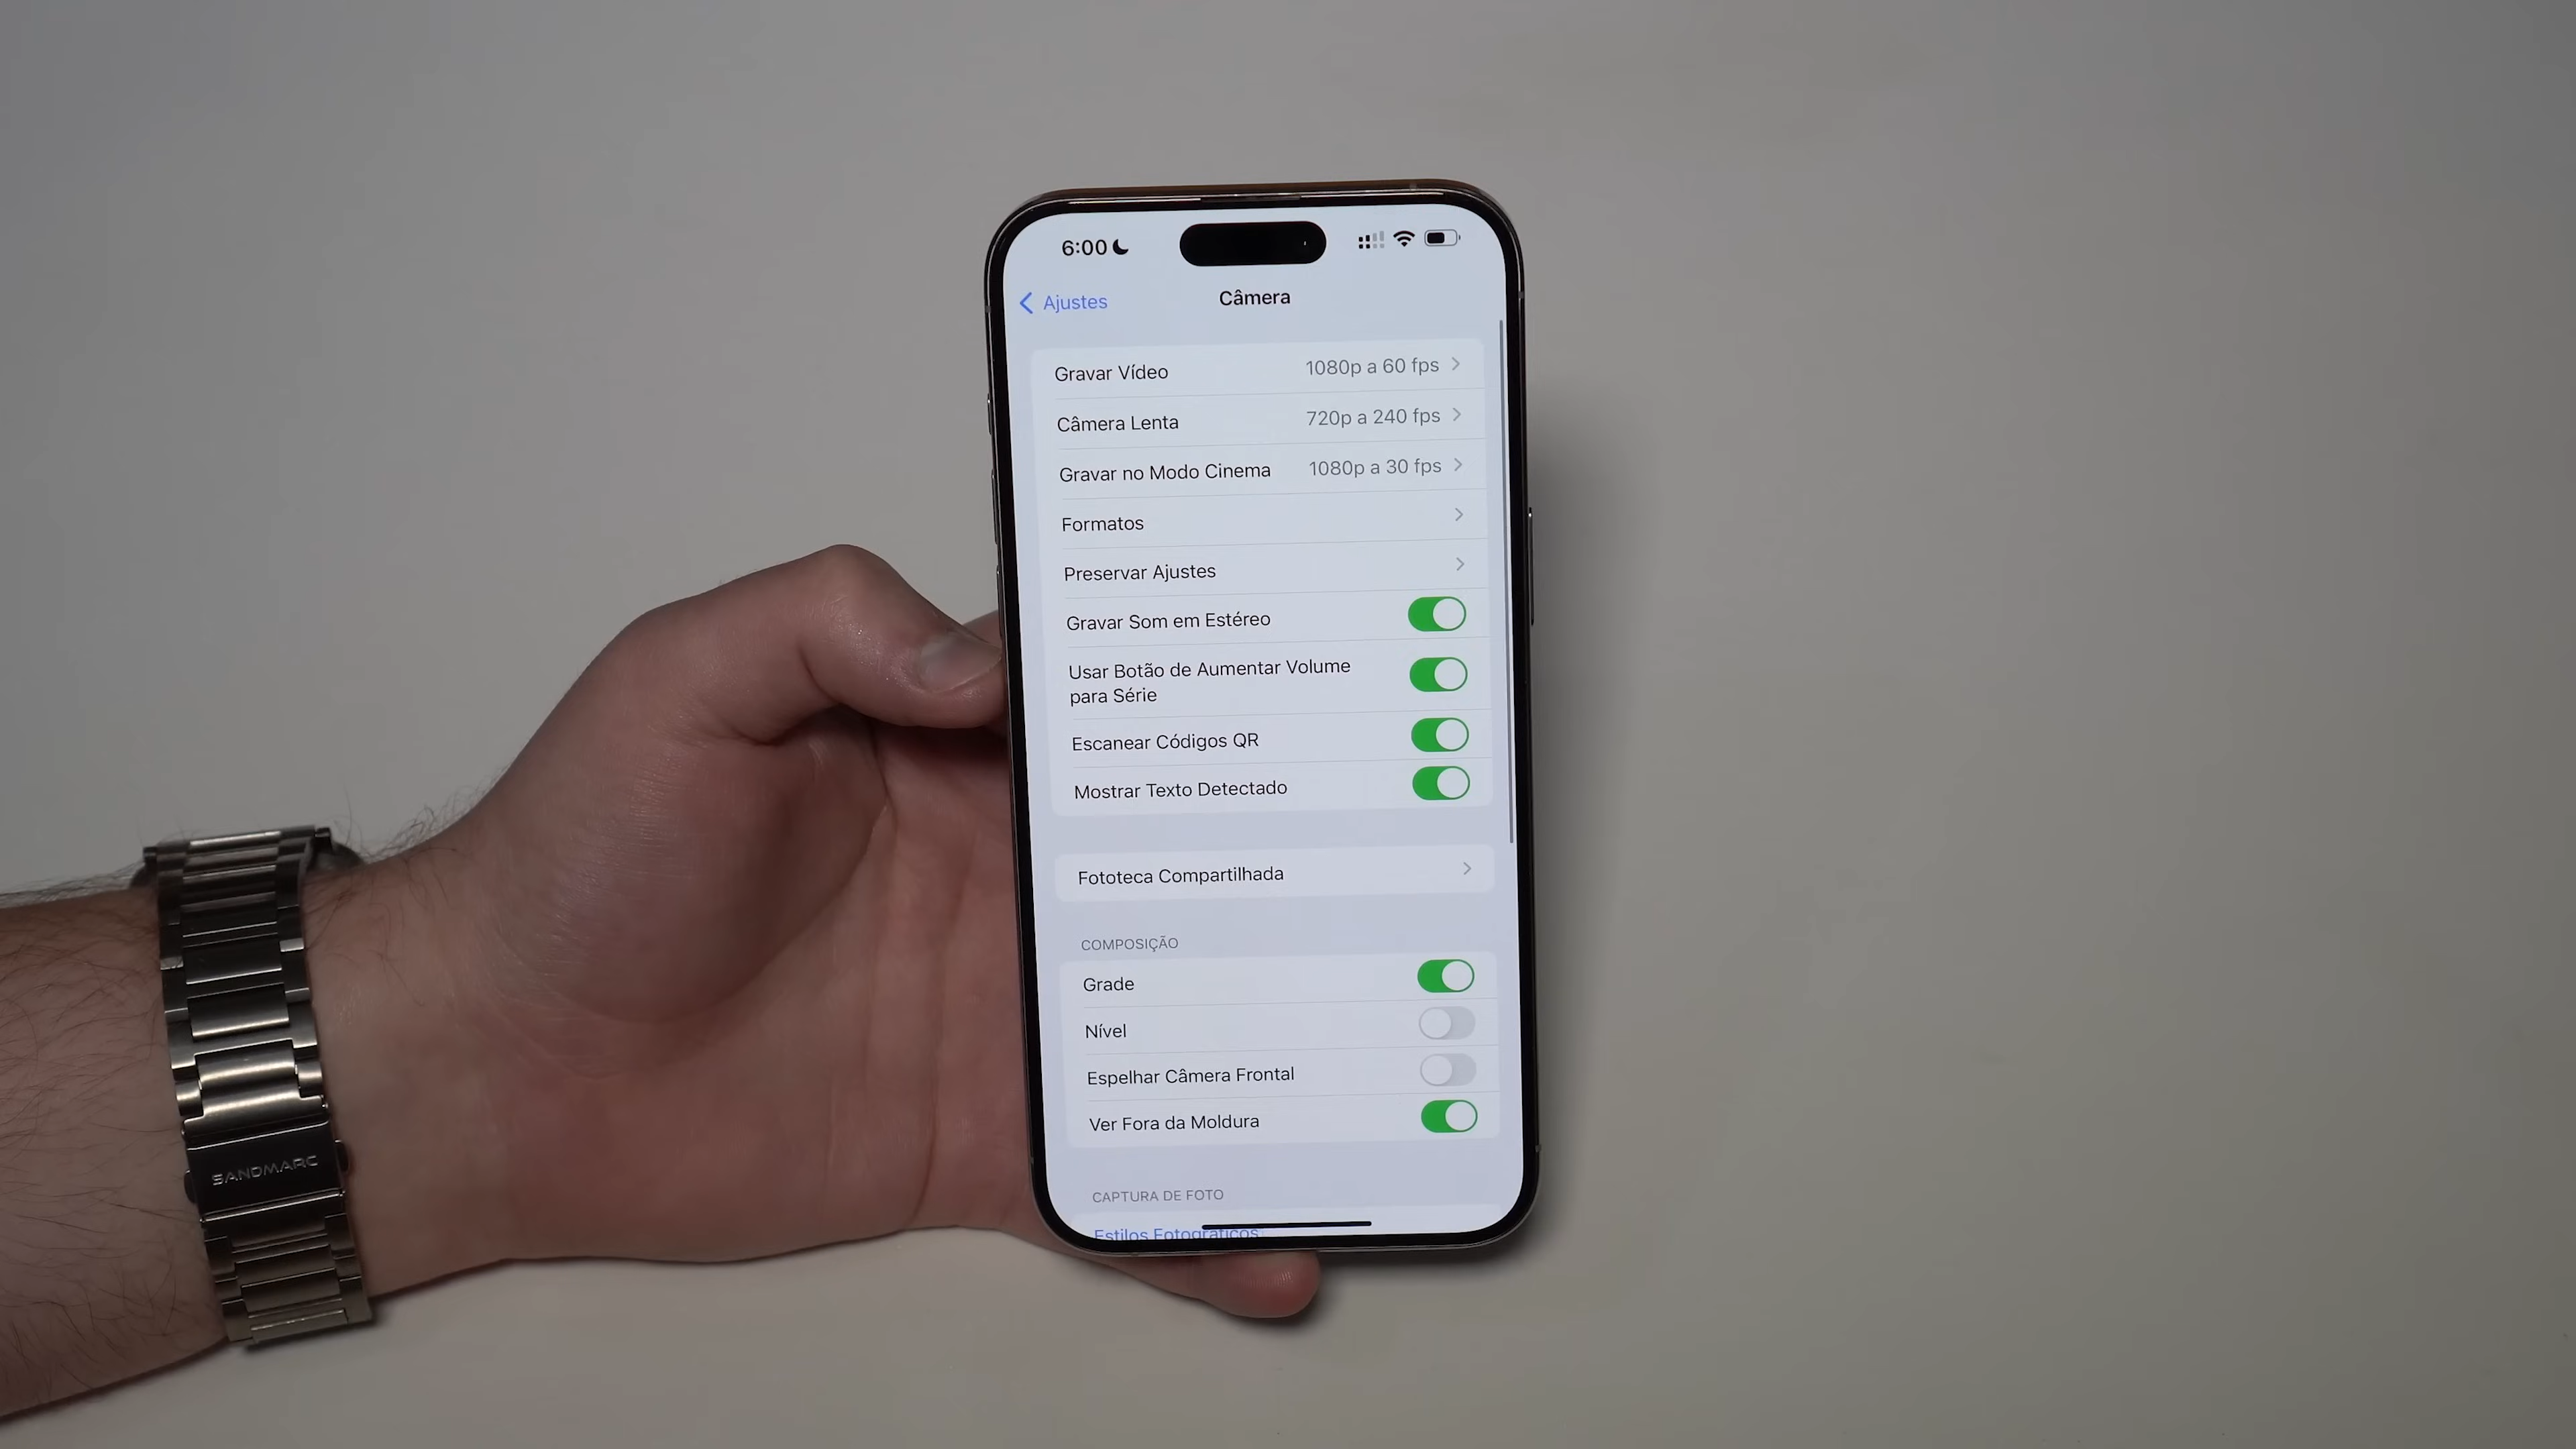 6:00
Ajustes
Câmera
Gravar Vídeo 1080p a 60 fps
Câmera Lenta 720p a 240 fps
Gravar no Modo Cinema 1080p a 30 fps
Formatos
Preservar Ajustes
Gravar Som em Estéreo
Usar Botão de Aumentar Volume
para Série
Escanear Códigos QR
Mostrar Texto Detectado
Fototeca Compartilhada
COMPOSIÇÃO
Grade
Nível
Espelhar Câmera Frontal
Ver Fora da Moldura
CAPTURA DE FOTO
Estilos Fotográficos
SANDMARC